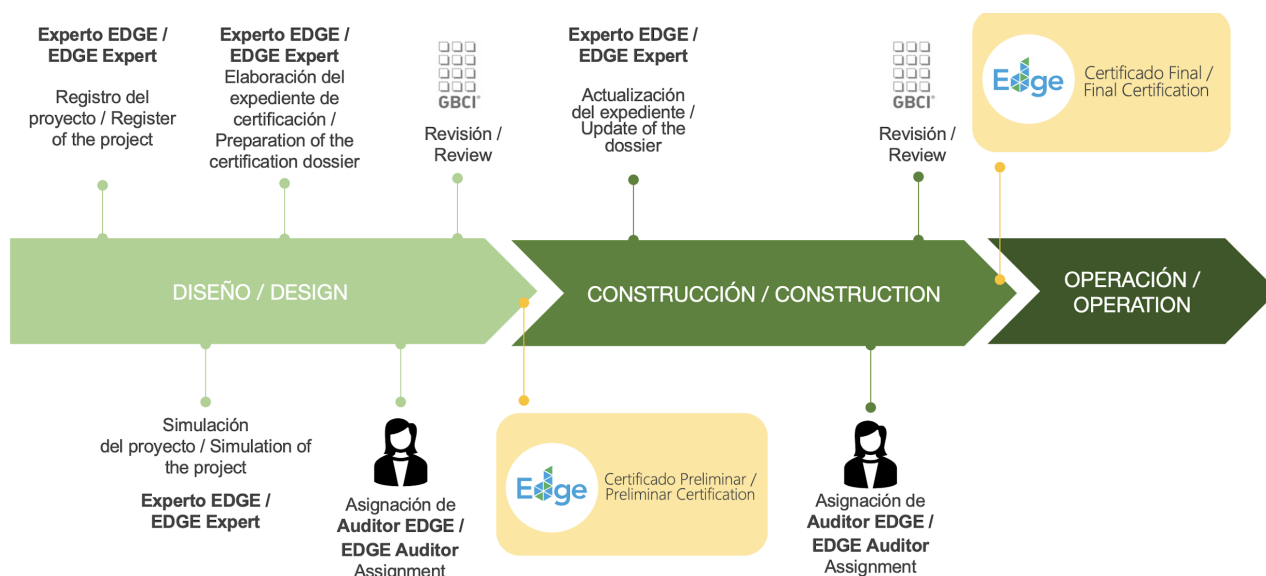 Experto EDGE /
EDGE Expert
Registro del
proyecto / Register
of the project
Experto EDGE /
EDGE Expert
Elaboración del
expediente de
certificación /
Preparation of the
certification dossier
GBCI®
Revisión /
Review
Experto EDGE /
EDGE Expert
Actualización
del expediente /
Update of the
dossier
GBCI®
Revisión /
Review
Edge
Certificado Final /
Final Certification
DISEÑO / DESIGN
CONSTRUCCIÓN / CONSTRUCTION
OPERACIÓN /
OPERATION
Simulación
del proyecto / Simulation of
the project
Experto EDGE /
EDGE Expert
Asignación de
Auditor EDGE /
EDGE Auditor
Assignment
Edge
Certificado Preliminar /
Preliminar Certification
Asignación de
Auditor EDGE /
EDGE Auditor
Assignment